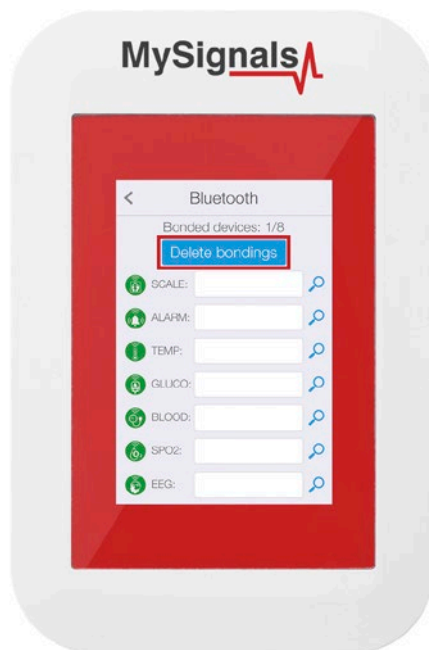 MySignals
<
Bluetooth
Bonded devices: 1/8
Delete bondings
SCALE:
ALARM:
TEMP:
GLUCO:
BLOOD:
SPO2:
EEG: